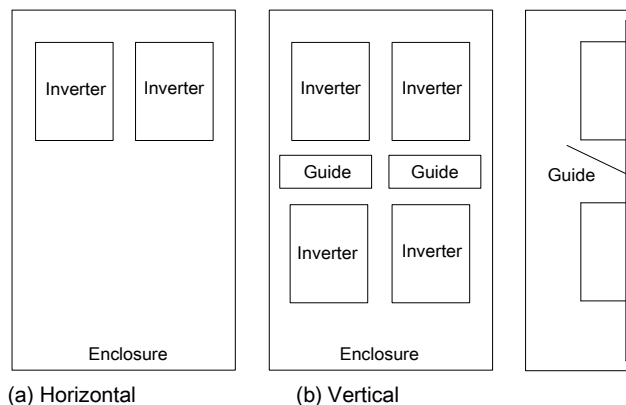 Inverter Inverter
Enclosure
(a) Horizontal
Inverter Inverter
Guide Guide
Inverter Inverter
Enclosure
(b) Vertical
Guide